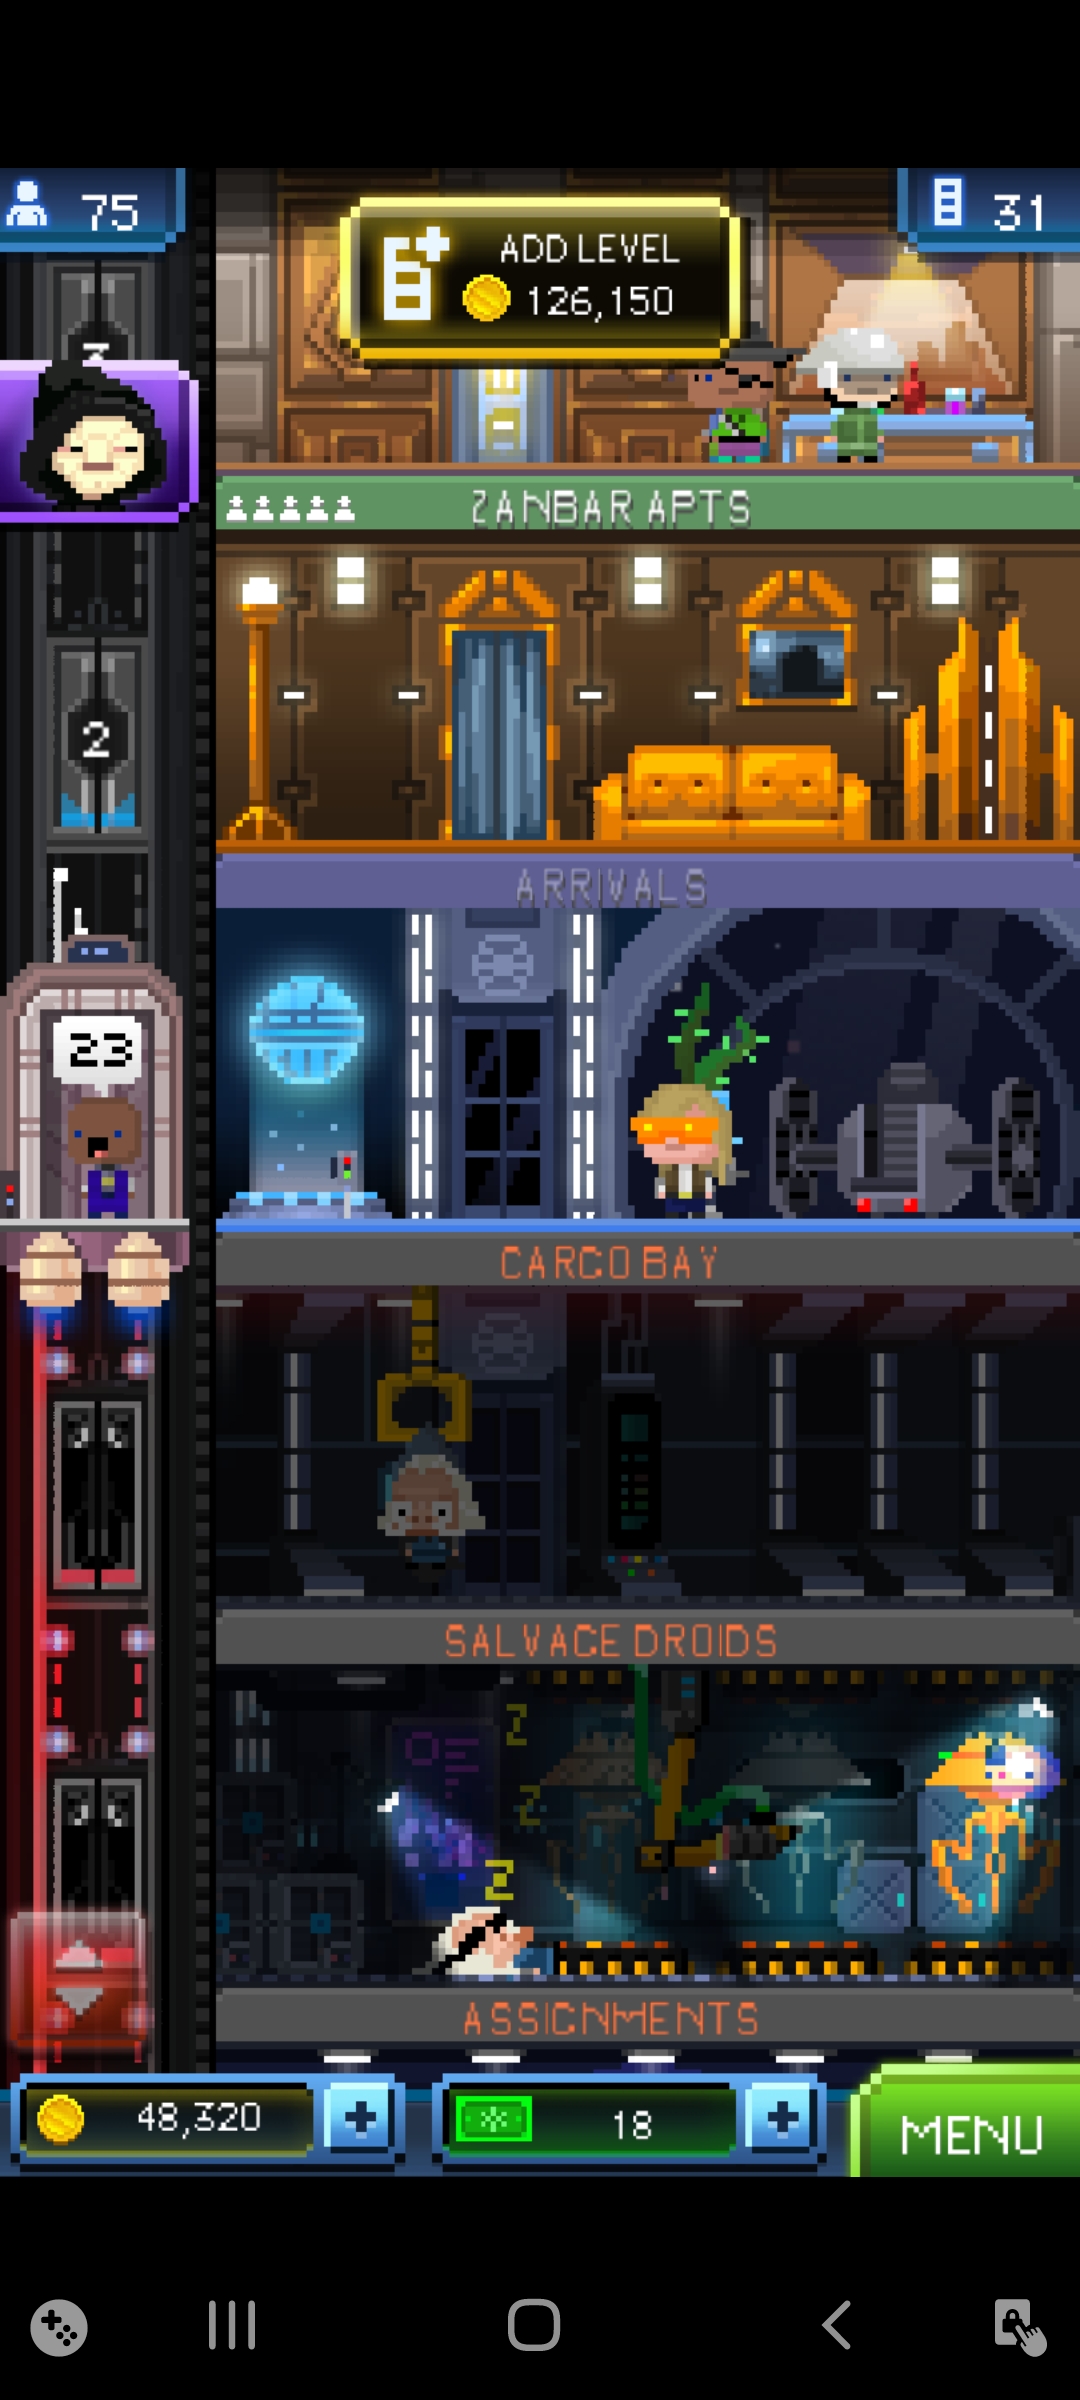 75
31
ADD LEVEL
126,150
3
ZANBAR APTS
2
ARRIVALS
23
CARGO BAY
SALVAGE DROIDS
Z
Z
Z
ASSIGNMENTS
48,320
18
MENU